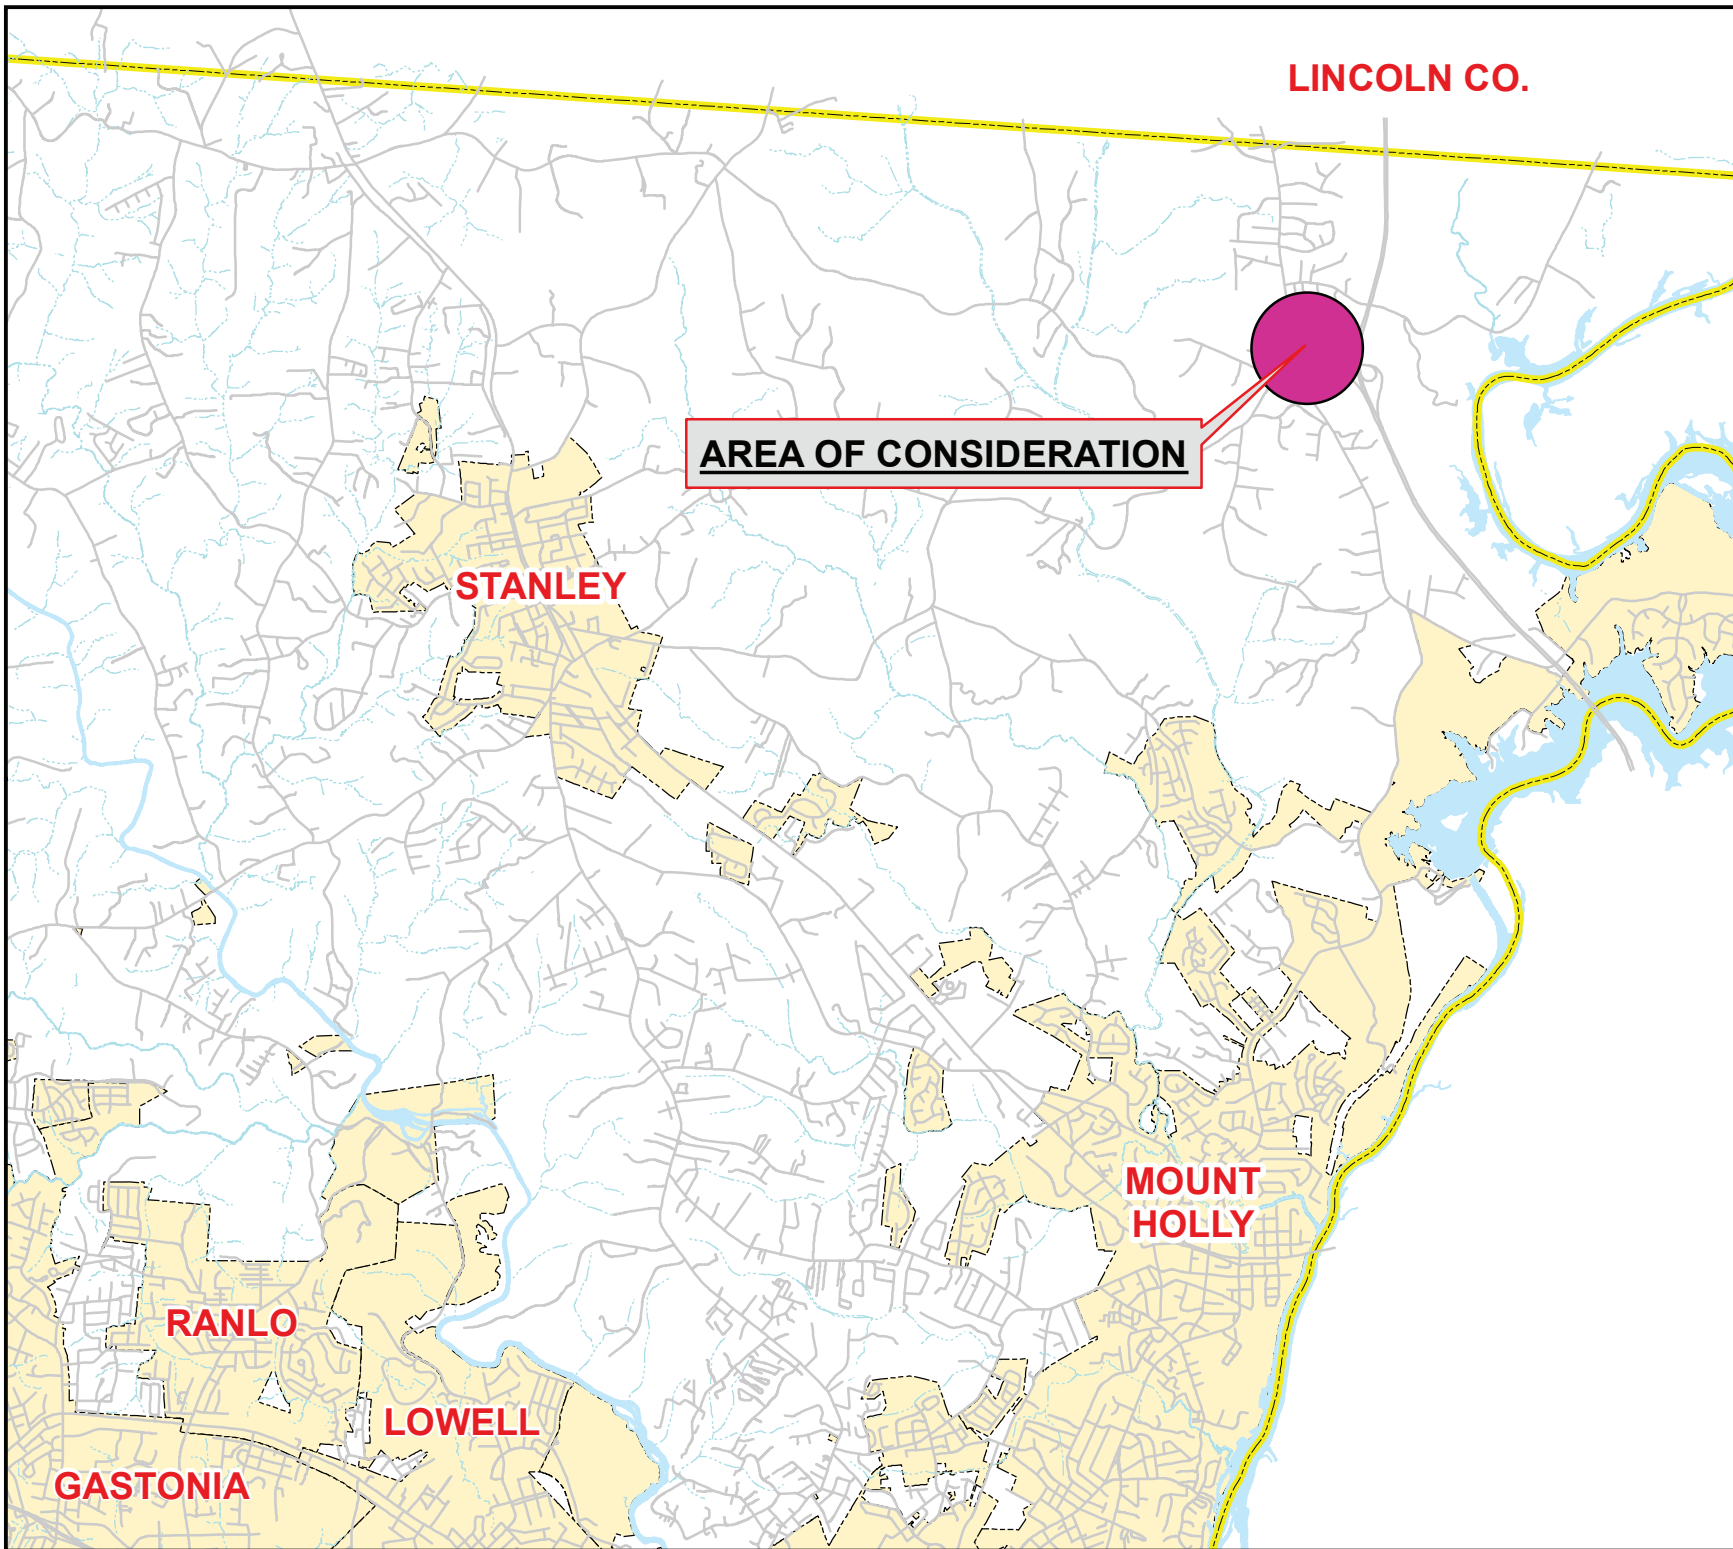 LINCOLN CO.
AREA OF CONSIDERATION
STANLEY
MOUNT
HOLLY
RANLO
LOWELL
GASTONIA